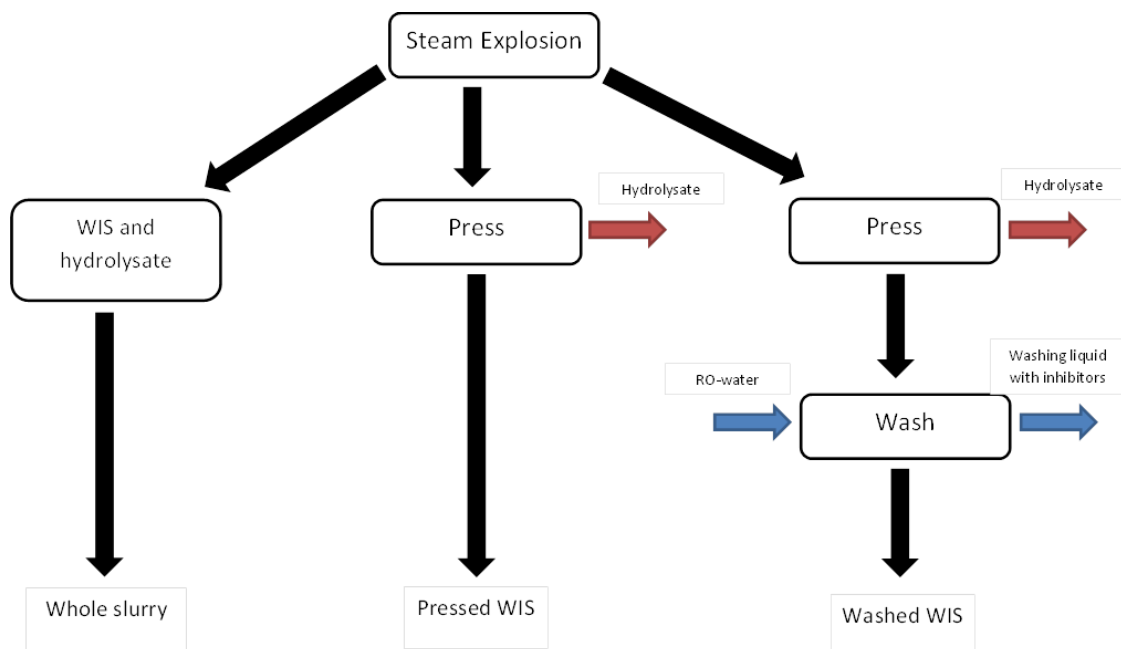 Steam Explosion
WIS and
hydrolysate
Press
Hydrolysate
Press
Hydrolysate
RO-water
Wash
Washing liquid
with inhibitors
Whole slurry
Pressed WIS
Washed WIS